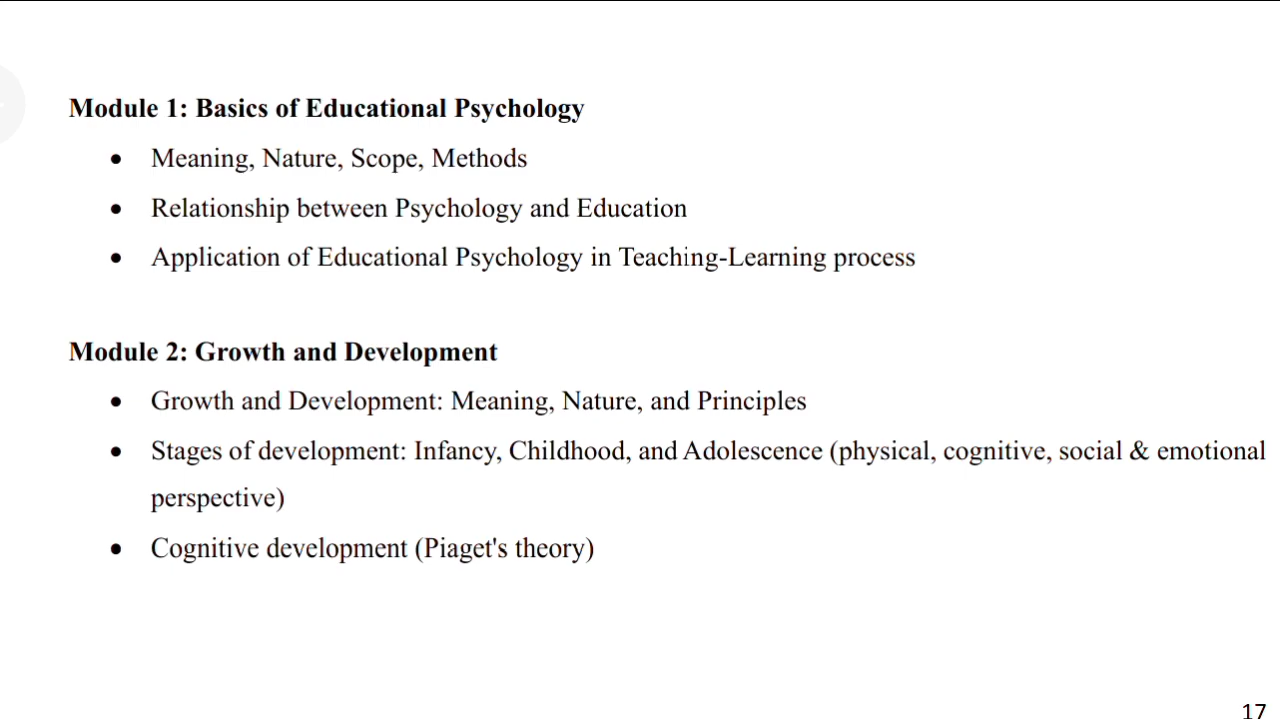 Module 1: Basics of Educational Psychology
• Meaning, Nature, Scope, Methods
• Relationship between Psychology and Education
• Application of Educational Psychology in Teaching-Learning process
Module 2: Growth and Development
• Growth and Development: Meaning, Nature, and Principles
• Stages of development: Infancy, Childhood, and Adolescence (physical, cognitive, social & emotional
perspective)
• Cognitive development (Piaget's theory)
17